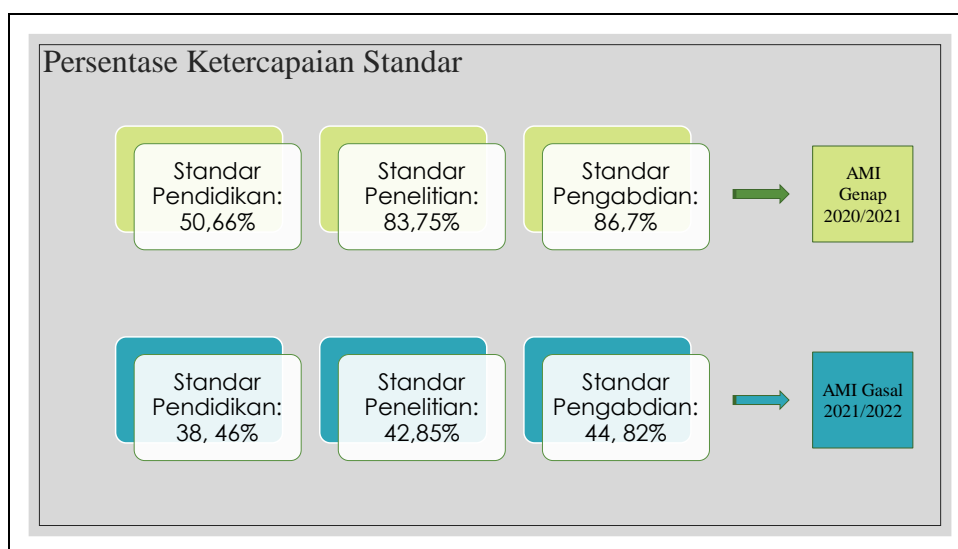 Persentase Ketercapaian Standar
Standar
Pendidikan:
50,66%
Standar
Penelitian:
83,75%
Standar
Pengabdian:
86,7%
AMI
Genap
2020/2021
Standar
Pendidikan:
38, 46%
Standar
Penelitian:
42,85%
Standar
Pengabdian:
44, 82%
AMI Gasal
2021/2022